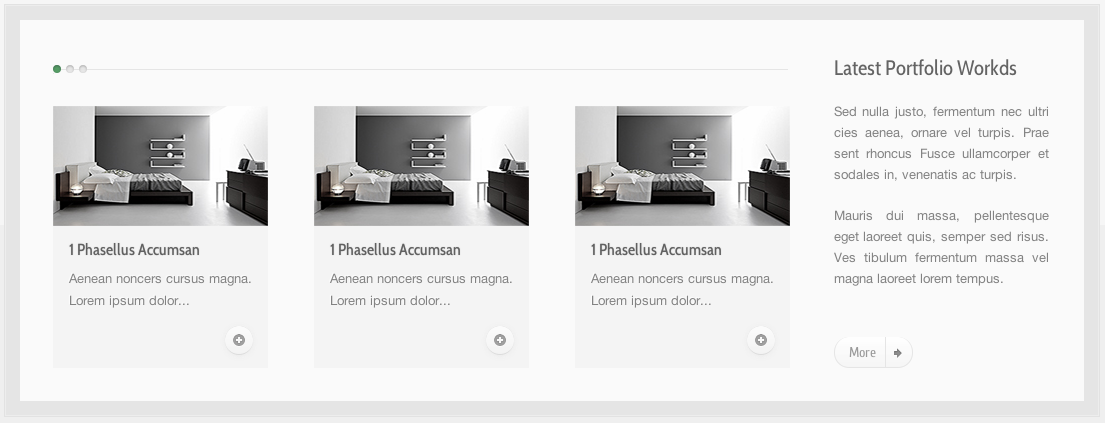 Latest Portfolio Workds
1 Phasellus Accumsan
Aenean noncers cursus magna.
Lorem ipsum dolor...
1 Phasellus Accumsan
Aenean noncers cursus magna.
Lorem ipsum dolor...
1 Phasellus Accumsan
Aenean noncers cursus magna.
Lorem ipsum dolor...
Sed nulla justo, fermentum nec ultri
cies aenea, ornare vel turpis. Prae
sent rhoncus Fusce ullamcorper et
sodales in, venenatis ac turpis.
Mauris dui massa, pellentesque
eget laoreet quis, semper sed risus.
Ves tibulum fermentum massa vel
magna laoreet lorem tempus.
More